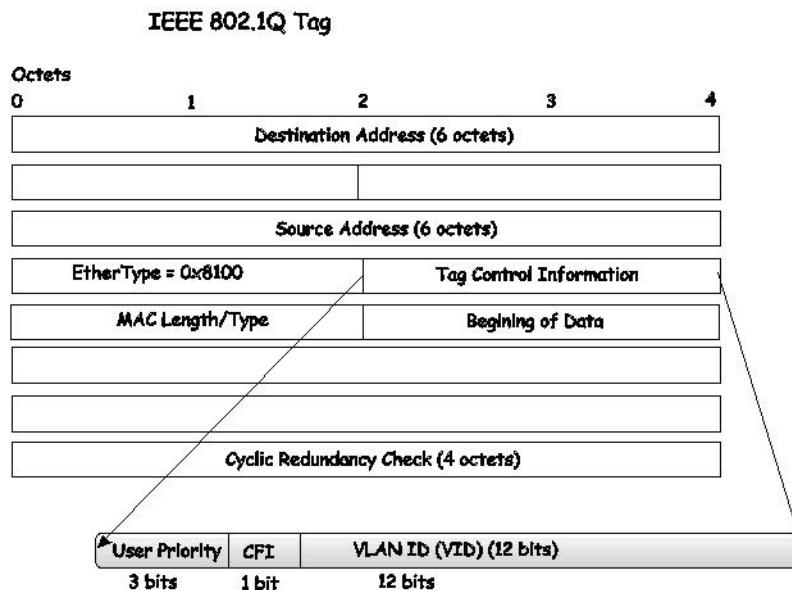 IEEE 802.1Q Tag
Octets
0 1 2 3 4
Destination Address (6 octets)
Source Address (6 octets)
EtherType = 0x8100 Tag Control Information
MAC Length/Type Begining of Data
Cyclic Redundancy Check (4 octets)
User Priority CFI VLAN ID (VID) (12 bits)
3 bits 1 bit 12 bits